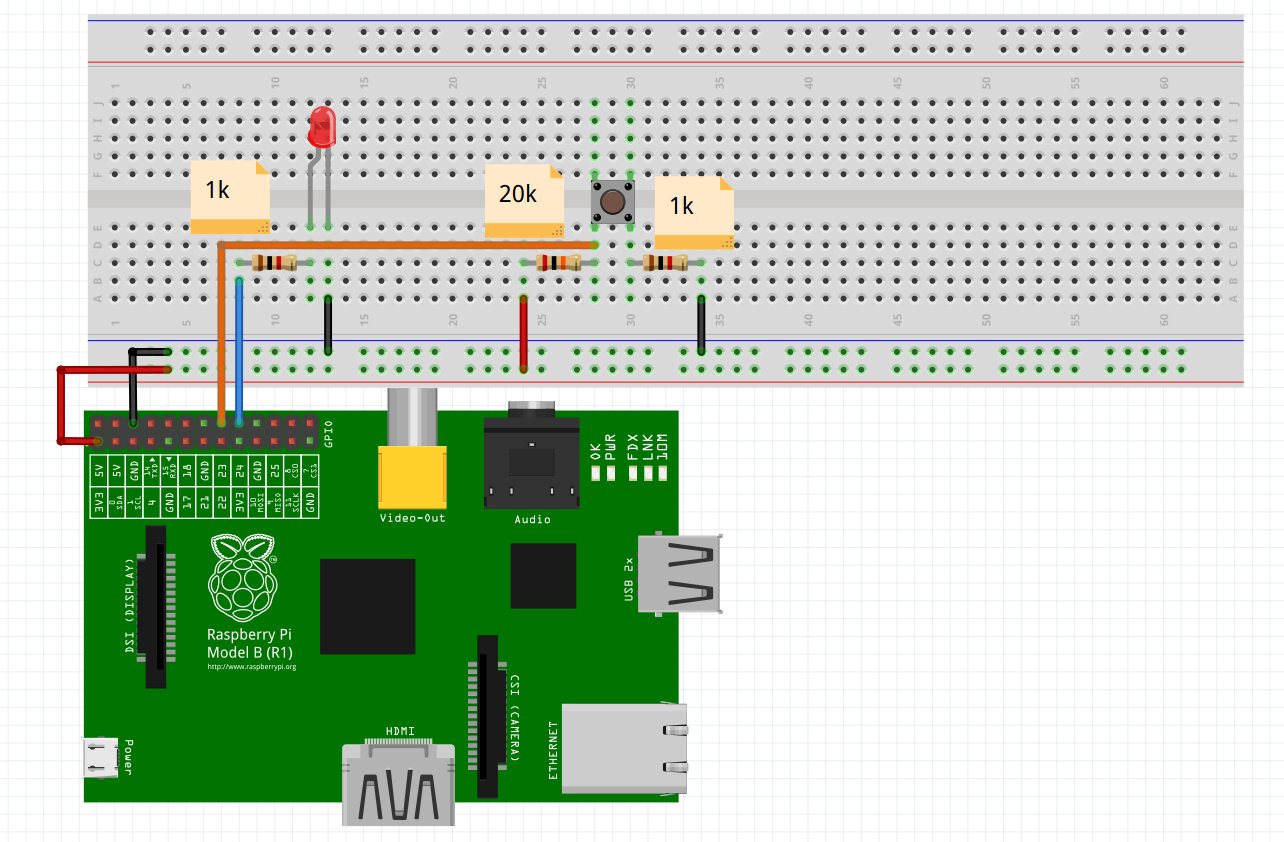 1 5 10 15 20 25 30 35 40 45 50 55 60
J J
I I
H H
G G
F F
1k
20k
1k
E E
D D
C C
B B
A A
1 5 10 15 20 25 30 35 40 45 50 55 60
GPIO
5V 5V GND 14 TXD 15 RXD 18 GND 23 24 GND 25 8 CS0 7 CS1
3V3 0 SDA 1 SCL 4 GND 17 21 22 3V3 10 MOSI 9 MISO 11 SCLK GND
OK PWR FDX LNK 10M
Video-Out
Audio
DSI (DISPLAY)
TM
Raspberry Pi
Model B (R1)
http://www.raspberrypi.org
USB 2x
CSI (CAMERA)
HDMI
ETHERNET
Power